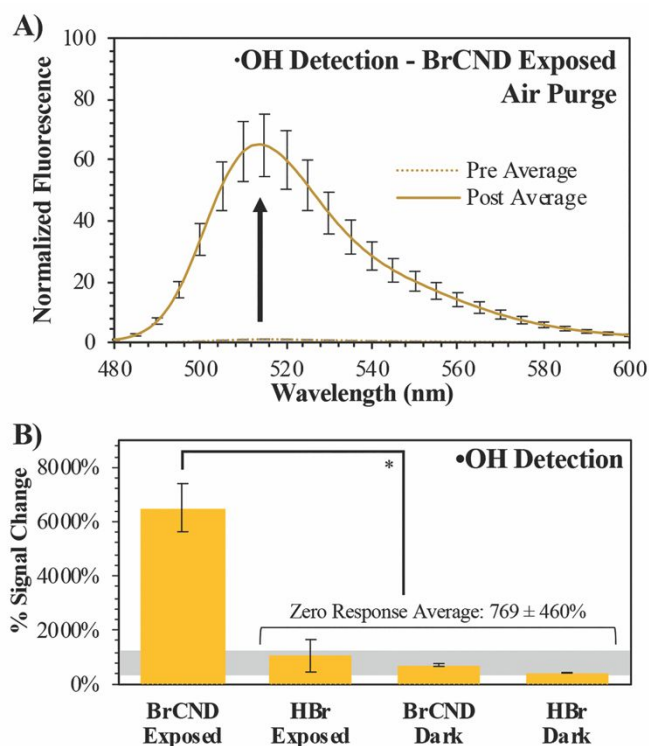 A)
·OH Detection - BrCND Exposed
Air Purge
Pre Average
Post Average
Normalized Fluorescence
100
80
60
40
20
0
480 500 520 540 560 580 600
Wavelength (nm)
B)
•OH Detection
*
Zero Response Average: 769 ± 460%
% Signal Change
8000%
6000%
4000%
2000%
0%
BrCND HBr BrCND HBr
Exposed Exposed Dark Dark